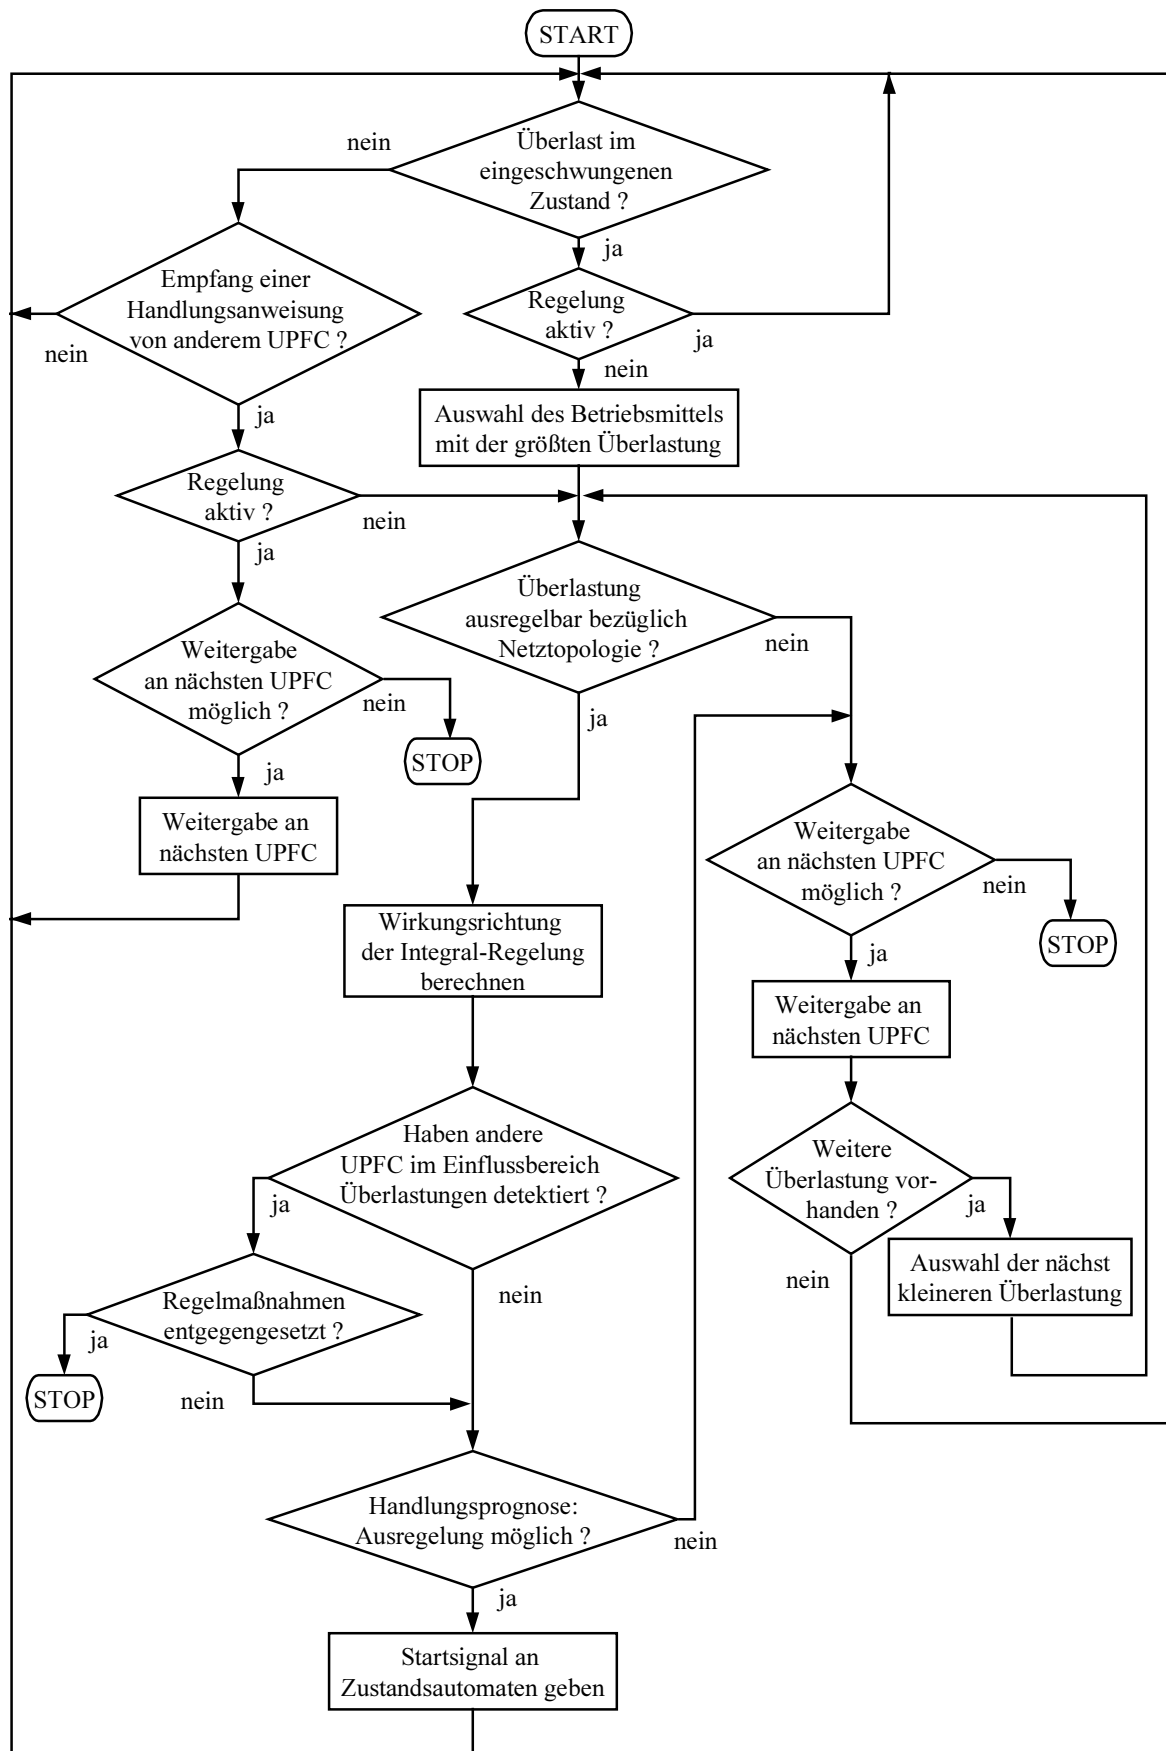 START
nein
Überlast im
eingeschwungenen
Zustand ?
ja
Empfang einer
Handlungsanweisung
von anderem UPFC ?
nein
Regelung
aktiv ?
ja
nein
ja
Auswahl des Betriebsmittels
mit der größten Überlastung
Regelung
aktiv ?
nein
ja
Überlastung
ausregelbar bezüglich
Netztopologie ?
nein
ja
Weitergabe
an nächsten UPFC
möglich ?
nein
STOP
ja
Weitergabe an
nächsten UPFC
Weitergabe
an nächsten UPFC
möglich ?
nein
STOP
ja
Wirkungsrichtung
der Integral-Regelung
berechnen
Weitergabe an
nächsten UPFC
Haben andere
UPFC im Einflussbereich
Überlastungen detektiert ?
ja
nein
Weitere
Überlastung vor-
handen ?
ja
nein
Auswahl der nächst
kleineren Überlastung
Regelmaßnahmen
entgegengesetzt ?
ja
STOP
nein
Handlungsprognose:
Ausregelung möglich ?
nein
ja
Startsignal an
Zustandsautomaten geben